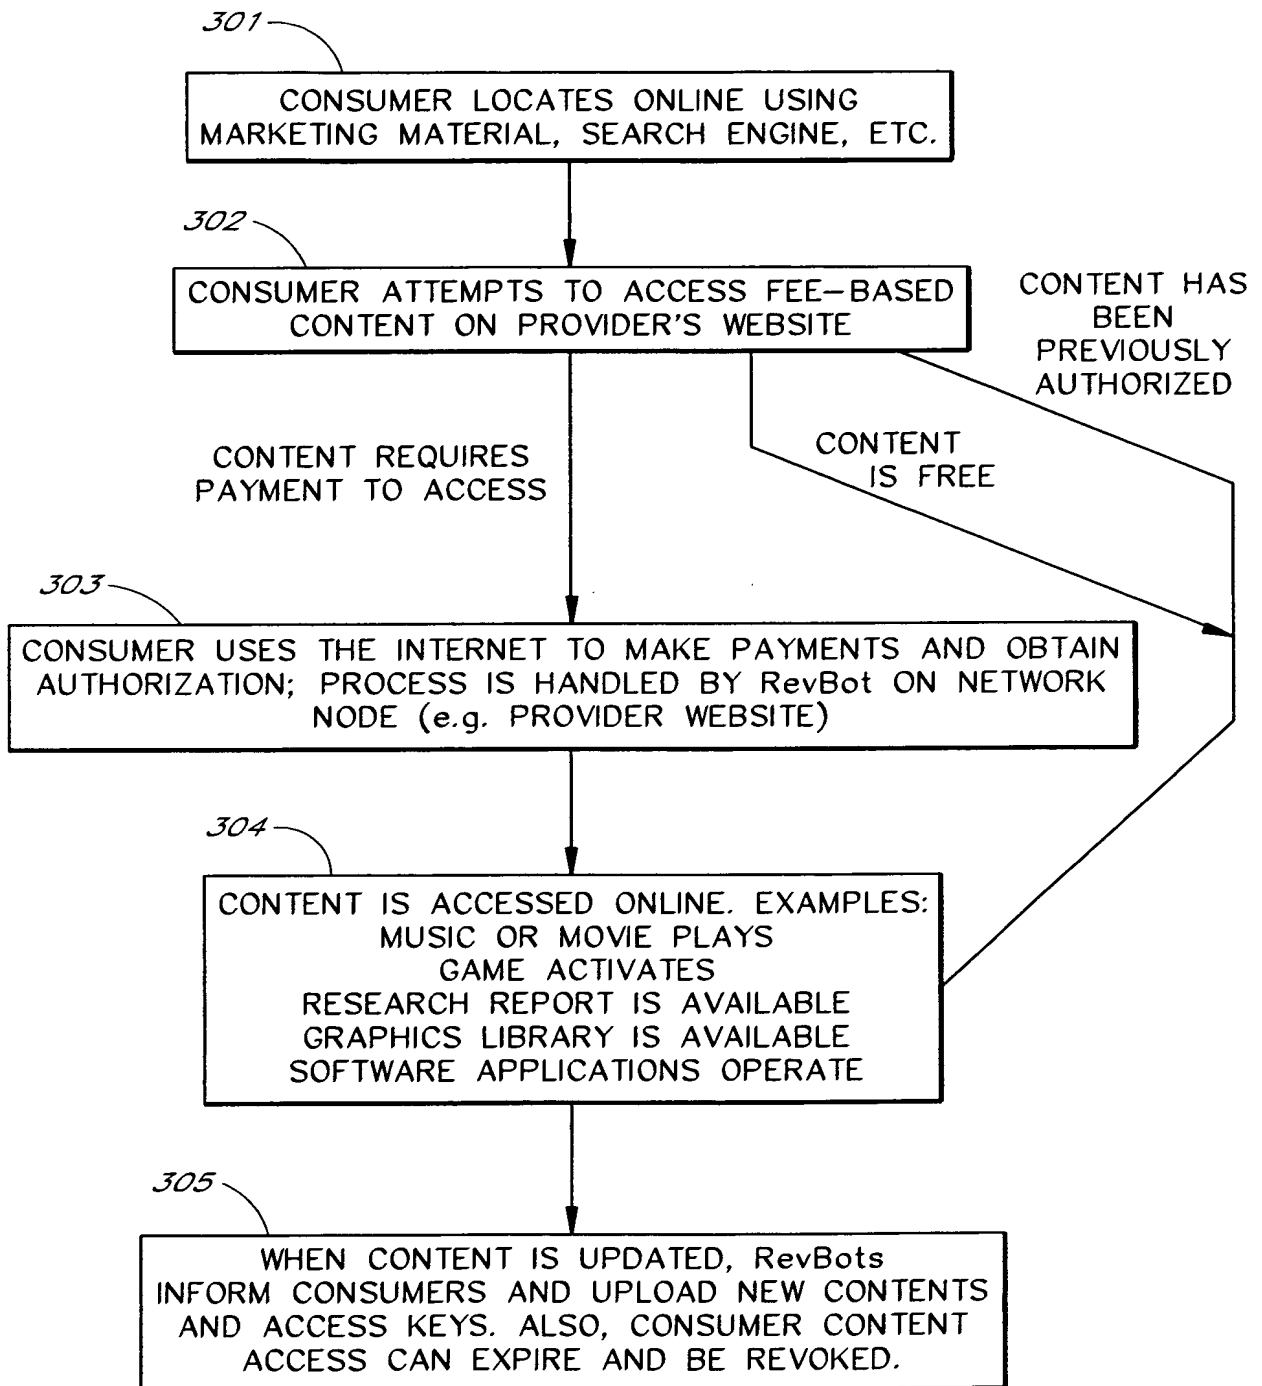 301
CONSUMER LOCATES ONLINE USING
MARKETING MATERIAL, SEARCH ENGINE, ETC.
302
CONSUMER ATTEMPTS TO ACCESS FEE-BASED
CONTENT ON PROVIDER'S WEBSITE
CONTENT HAS
BEEN
PREVIOUSLY
AUTHORIZED
CONTENT
IS FREE
CONTENT REQUIRES
PAYMENT TO ACCESS
303
CONSUMER USES THE INTERNET TO MAKE PAYMENTS AND OBTAIN
AUTHORIZATION; PROCESS IS HANDLED BY RevBot ON NETWORK
NODE (e.g. PROVIDER WEBSITE)
304
CONTENT IS ACCESSED ONLINE. EXAMPLES:
MUSIC OR MOVIE PLAYS
GAME ACTIVATES
RESEARCH REPORT IS AVAILABLE
GRAPHICS LIBRARY IS AVAILABLE
SOFTWARE APPLICATIONS OPERATE
305
WHEN CONTENT IS UPDATED, RevBots
INFORM CONSUMERS AND UPLOAD NEW CONTENTS
AND ACCESS KEYS. ALSO, CONSUMER CONTENT
ACCESS CAN EXPIRE AND BE REVOKED.